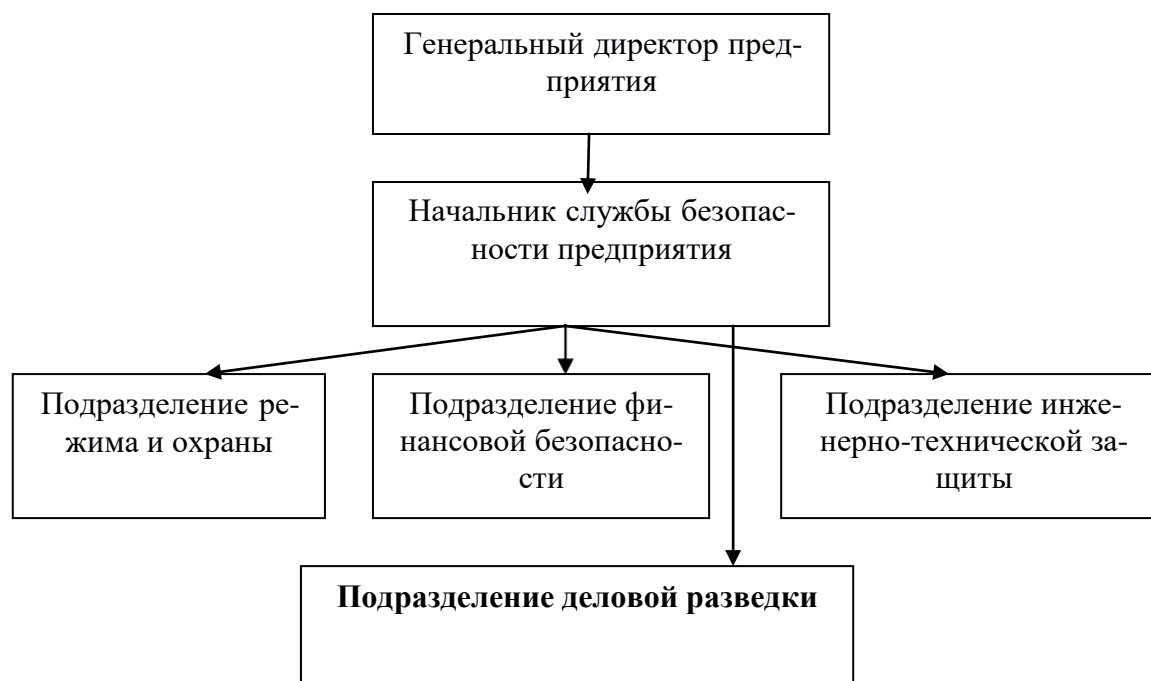 Генеральный директор пред-
приятия
Начальник службы безопас-
ности предприятия
Подразделение ре-
жима и охраны
Подразделение фи-
нансовой безопасно-
сти
Подразделение инже-
нерно-технической за-
щиты
Подразделение деловой разведки